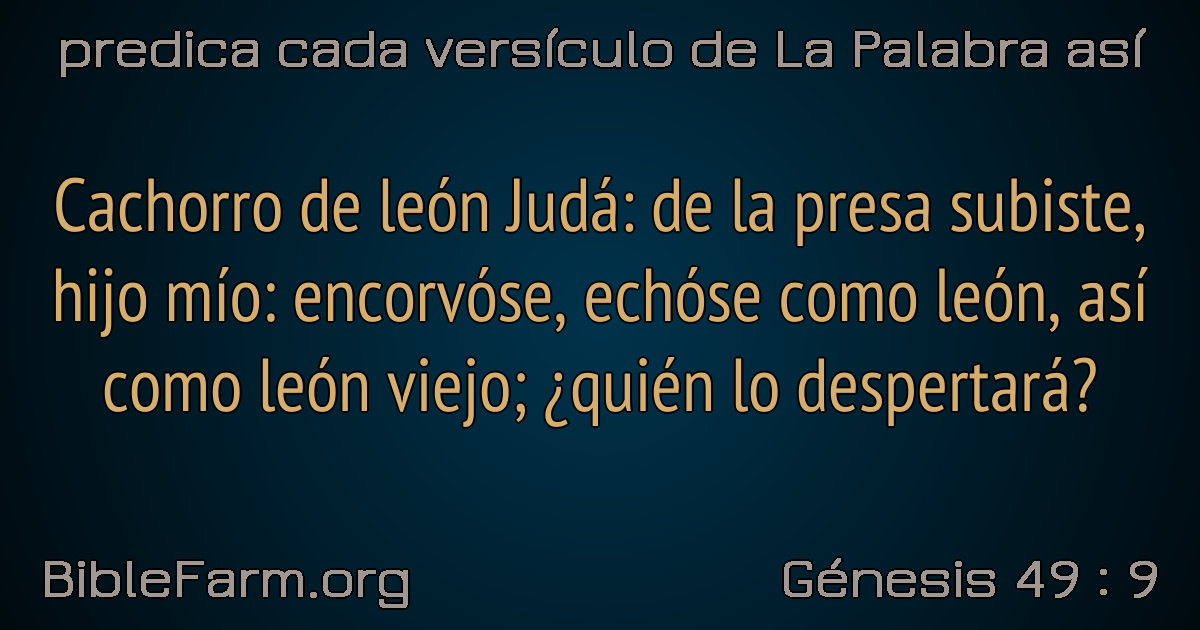 predica cada versículo de La Palabra así
Cachorro de león Judá: de la presa subiste,
hijo mío: encorvóse, echóse como león, así
como león viejo; ¿quién lo despertará?
BibleFarm.org
Génesis 49 : 9